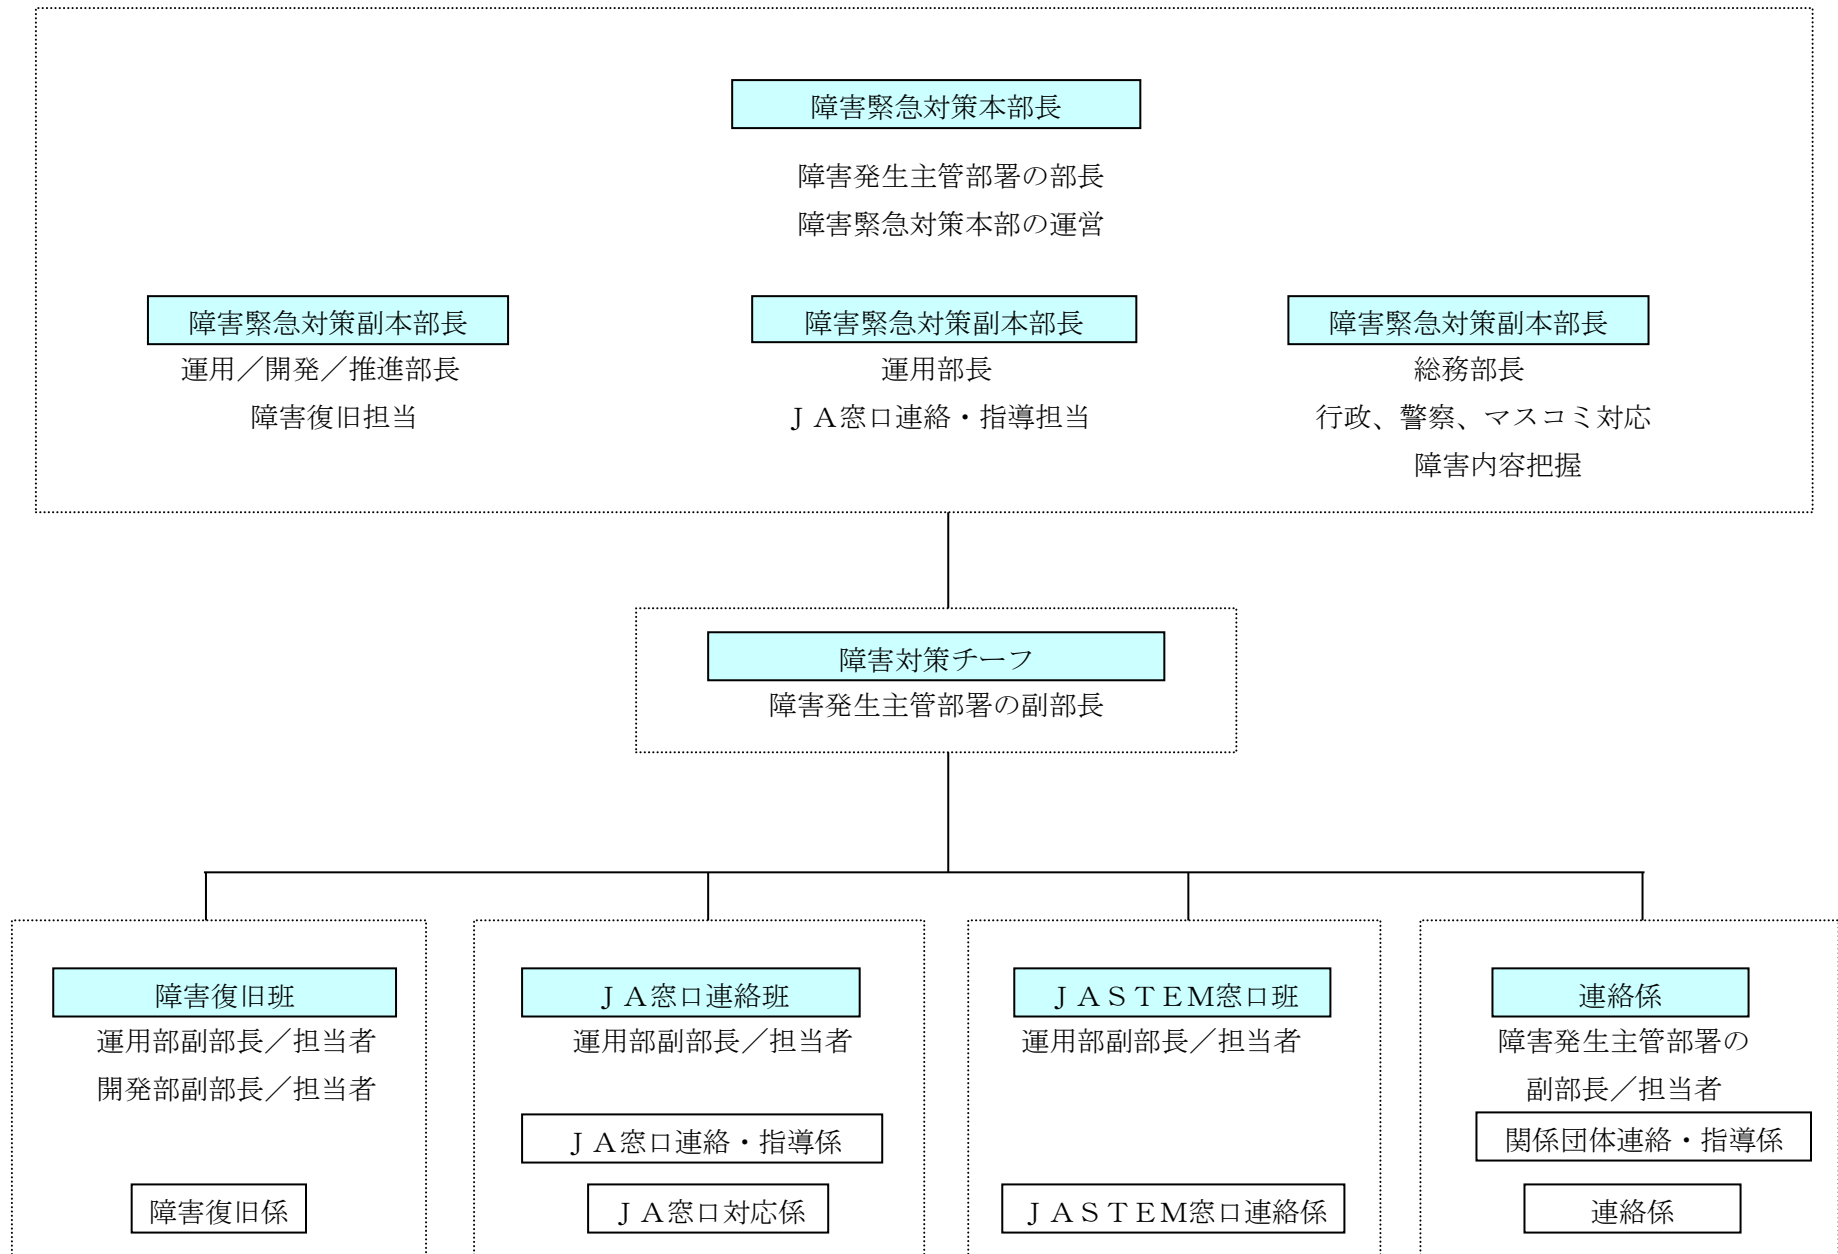 障害緊急対策本部長
障害発生主管部署の部長
障害緊急対策本部の運営
障害緊急対策副本部長
運用／開発／推進部長
障害復旧担当
障害緊急対策副本部長
運用部長
ＪＡ窓口連絡・指導担当
障害緊急対策副本部長
総務部長
行政、警察、マスコミ対応
障害内容把握
障害対策チーフ
障害発生主管部署の副部長
障害復旧班
運用部副部長／担当者
開発部副部長／担当者
障害復旧係
ＪＡ窓口連絡班
運用部副部長／担当者
ＪＡ窓口連絡・指導係
ＪＡ窓口対応係
ＪＡＳＴＥＭ窓口班
運用部副部長／担当者
ＪＡＳＴＥＭ窓口連絡係
連絡係
障害発生主管部署の
副部長／担当者
関係団体連絡・指導係
連絡係